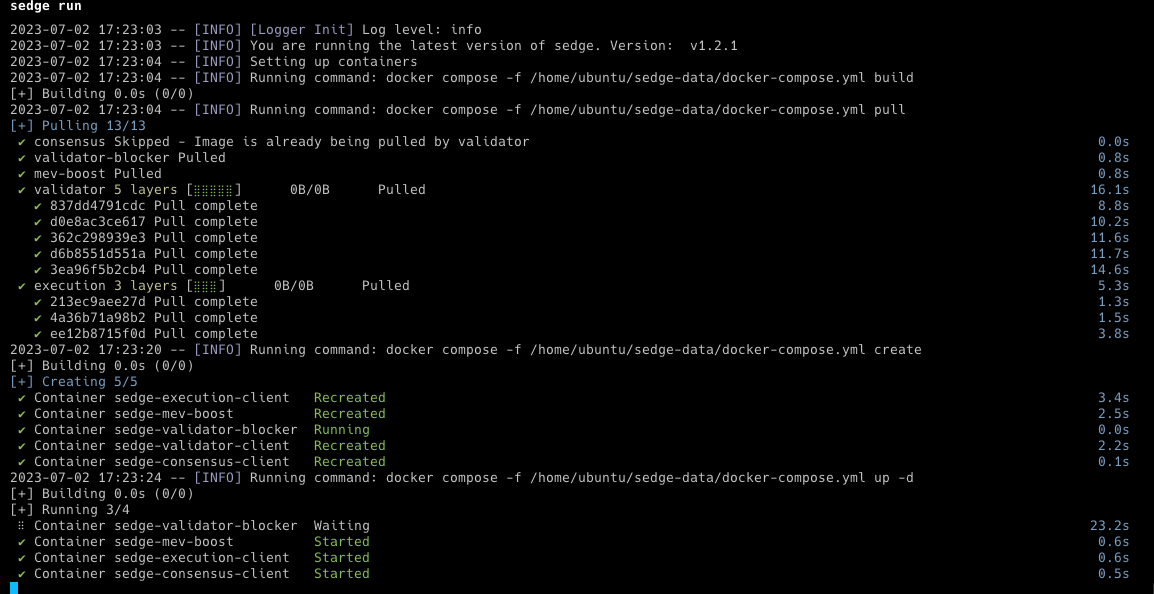 sedge run
2023-07-02 17:23:03 -- [INFO] [Logger Init] Log level: info
2023-07-02 17:23:03 -- [INFO] You are running the latest version of sedge. Version:  v1.2.1
2023-07-02 17:23:04 -- [INFO] Setting up containers
2023-07-02 17:23:04 -- [INFO] Running command: docker compose -f /home/ubuntu/sedge-data/docker-compose.yml build
[+] Building 0.0s (0/0)
2023-07-02 17:23:04 -- [INFO] Running command: docker compose -f /home/ubuntu/sedge-data/docker-compose.yml pull
[+] Pulling 13/13
✔ consensus Skipped - Image is already being pulled by validator 0.0s
✔ validator-blocker Pulled 0.8s
✔ mev-boost Pulled 0.8s
✔ validator 5 layers [⣿⣿⣿⣿⣿] 0B/0B Pulled 16.1s
✔ 837dd4791cdc Pull complete 8.8s
✔ d0e8ac3ce617 Pull complete 10.2s
✔ 362c298939e3 Pull complete 11.6s
✔ d6b8551d551a Pull complete 11.7s
✔ 3ea96f5b2cb4 Pull complete 14.6s
✔ execution 3 layers [⣿⣿⣿] 0B/0B Pulled 5.3s
✔ 213ec9aee27d Pull complete 1.3s
✔ 4a36b71a98b2 Pull complete 1.5s
✔ ee12b8715f0d Pull complete 3.8s
2023-07-02 17:23:20 -- [INFO] Running command: docker compose -f /home/ubuntu/sedge-data/docker-compose.yml create
[+] Building 0.0s (0/0)
[+] Creating 5/5
✔ Container sedge-execution-client Recreated 3.4s
✔ Container sedge-mev-boost Recreated 2.5s
✔ Container sedge-validator-blocker Running 0.0s
✔ Container sedge-validator-client Recreated 2.2s
✔ Container sedge-consensus-client Recreated 0.1s
2023-07-02 17:23:24 -- [INFO] Running command: docker compose -f /home/ubuntu/sedge-data/docker-compose.yml up -d
[+] Building 0.0s (0/0)
[+] Running 3/4
⠿ Container sedge-validator-blocker Waiting 23.2s
✔ Container sedge-mev-boost Started 0.6s
✔ Container sedge-execution-client Started 0.6s
✔ Container sedge-consensus-client Started 0.5s